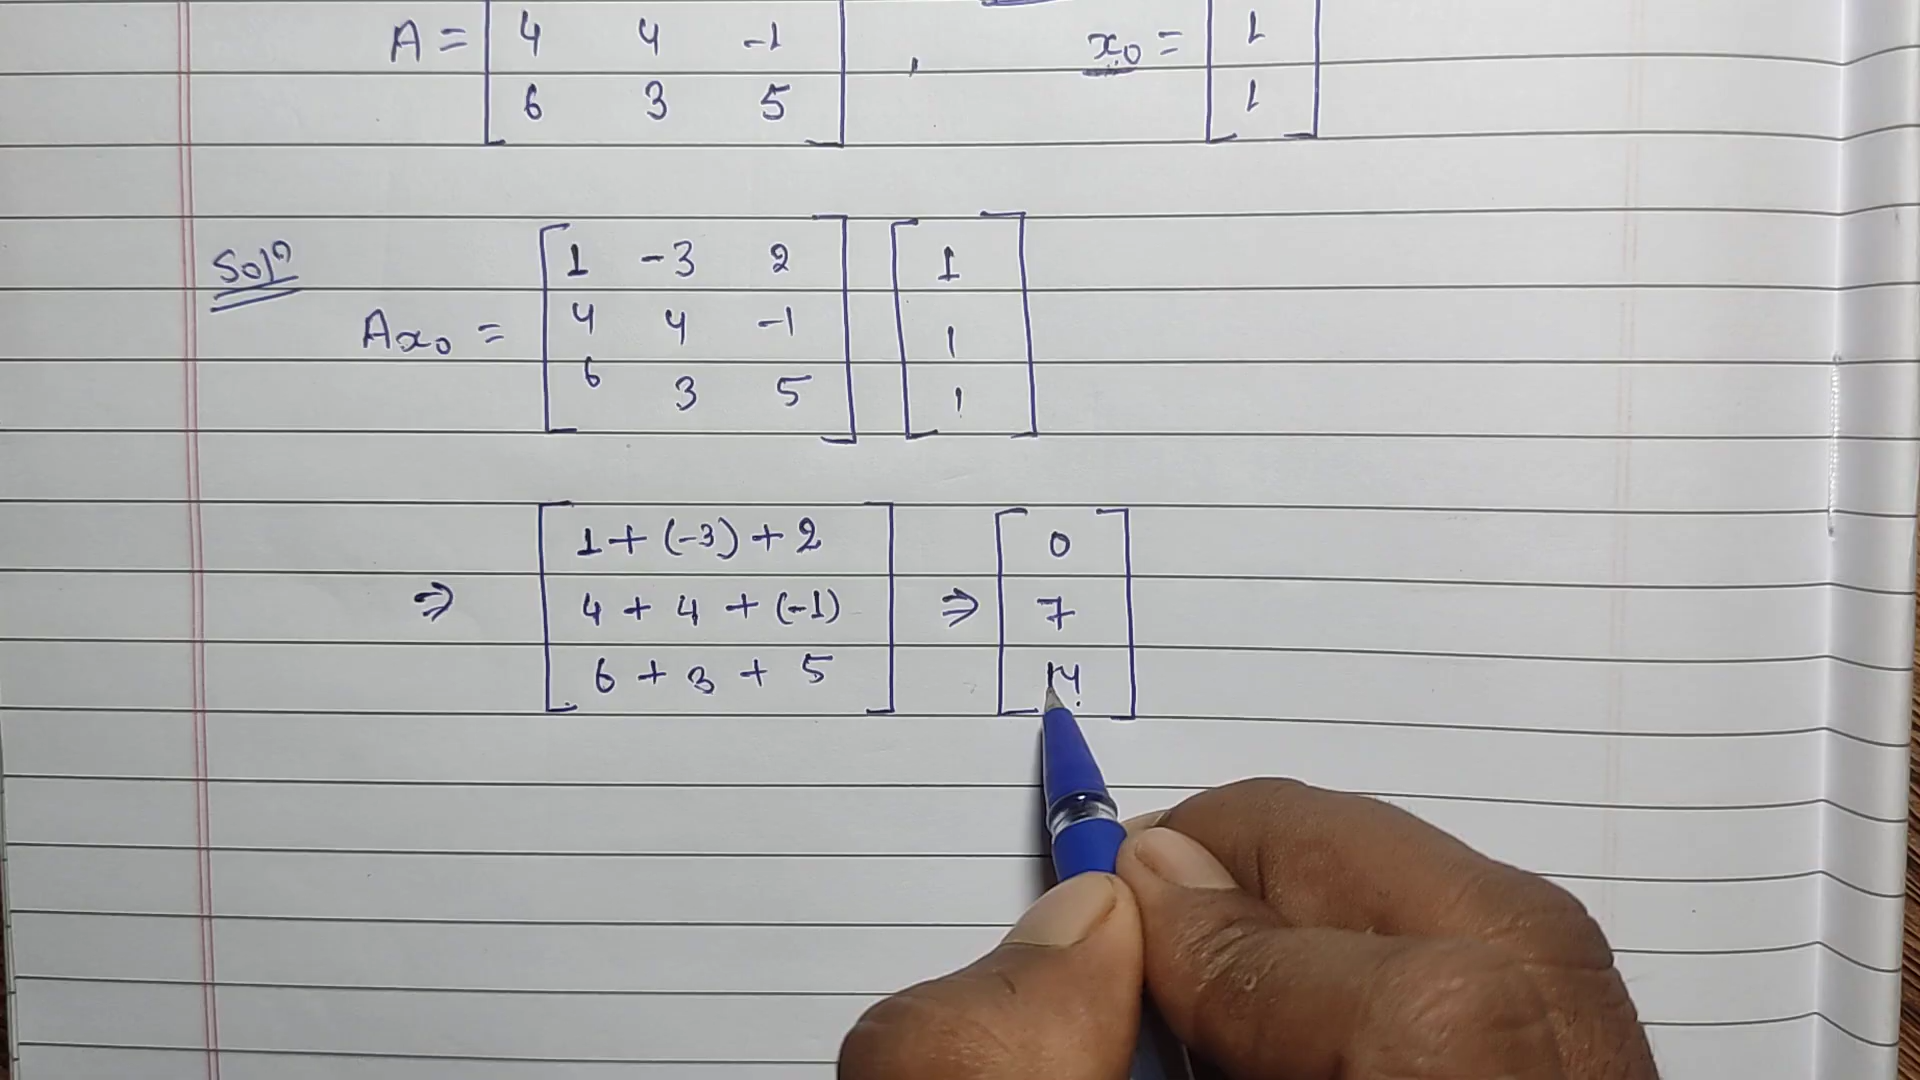 A = [ 4 4 -1 , x₀ = [ 1
6 3 5 ] 1 ]
Solⁿ
[ 1 -3 2 ] [ 1 ]
Ax₀ = [ 4 4 -1 ] [ 1 ]
[ 6 3 5 ] [ 1 ]
[ 1 + (-3) + 2 ] [ 0 ]
⇒ [ 4 + 4 + (-1) ] ⇒ [ 7 ]
[ 6 + 3 + 5 ] [ 14 ]